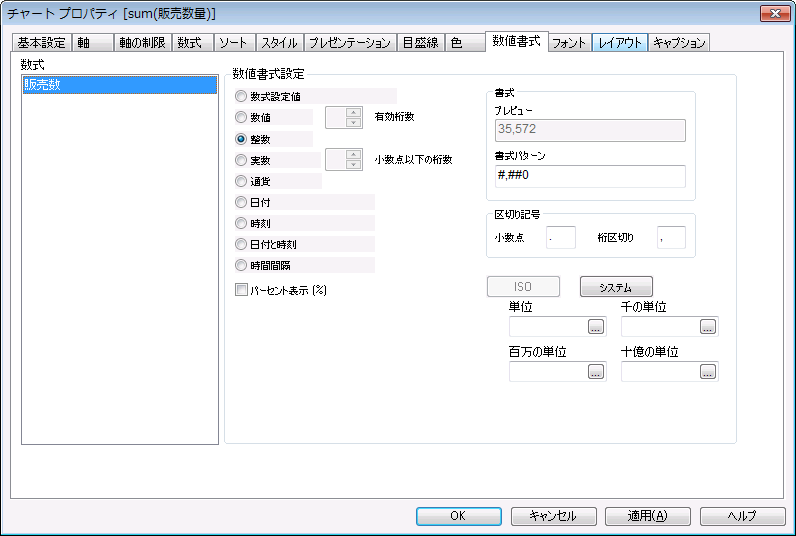 チャート プロパティ [sum(販売数量)]
基本設定 軸 軸の制限 数式 ソート スタイル プレゼンテーション 目盛線 色 数値書式 フォント レイアウト キャプション
数式
販売数
数値書式設定
数式設定値
数値 有効桁数
整数
実数 小数点以下の桁数
通貨
日付
時刻
日付と時刻
時間間隔
パーセント表示 (%)
書式
プレビュー
35,572
書式パターン
#,##0
区切り記号
小数点 . 桁区切り ,
ISO システム
単位 千の単位
... ...
百万の単位 十億の単位
... ...
OK キャンセル 適用(A) ヘルプ